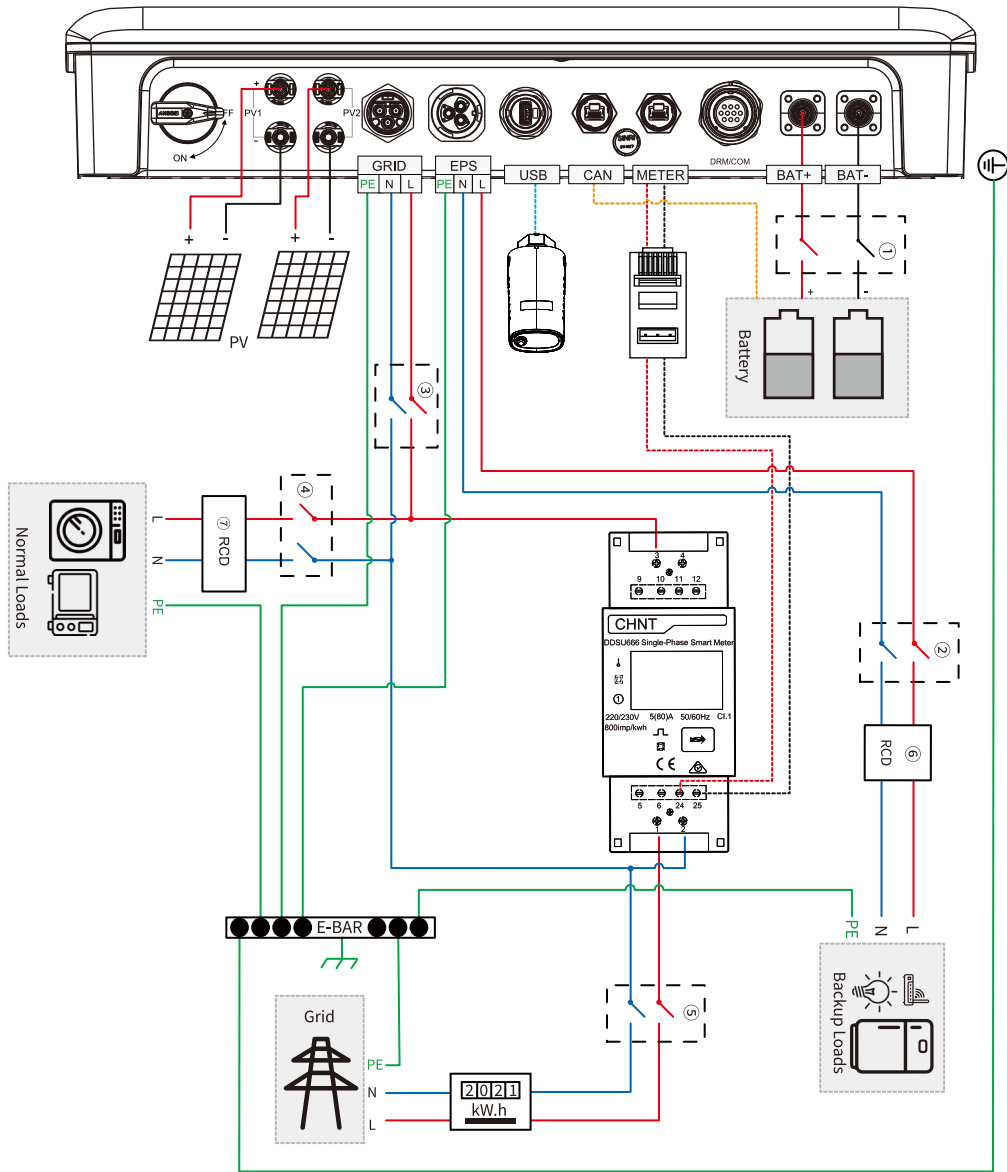 +
PV1
-
PV2
FF
ON
GRID
PE N L
EPS
PE N L
USB
CAN
METER
DRM/COM
BAT+
BAT-
+ -
+ -
PV
①
+ -
Battery
③
④
⑦ RCD
L
N
PE
Normal Loads
3 4
9 10 11 12
CHNT
DDSU666 Single-Phase Smart Meter
①
220/230V 5(80)A 50/60Hz Cl.1
800imp/kwh
CE
5 6 24 25
1 2
②
⑥
RCD
PE N L
Backup Loads
E-BAR
⑤
Grid
PE
N
L
2021
kW.h